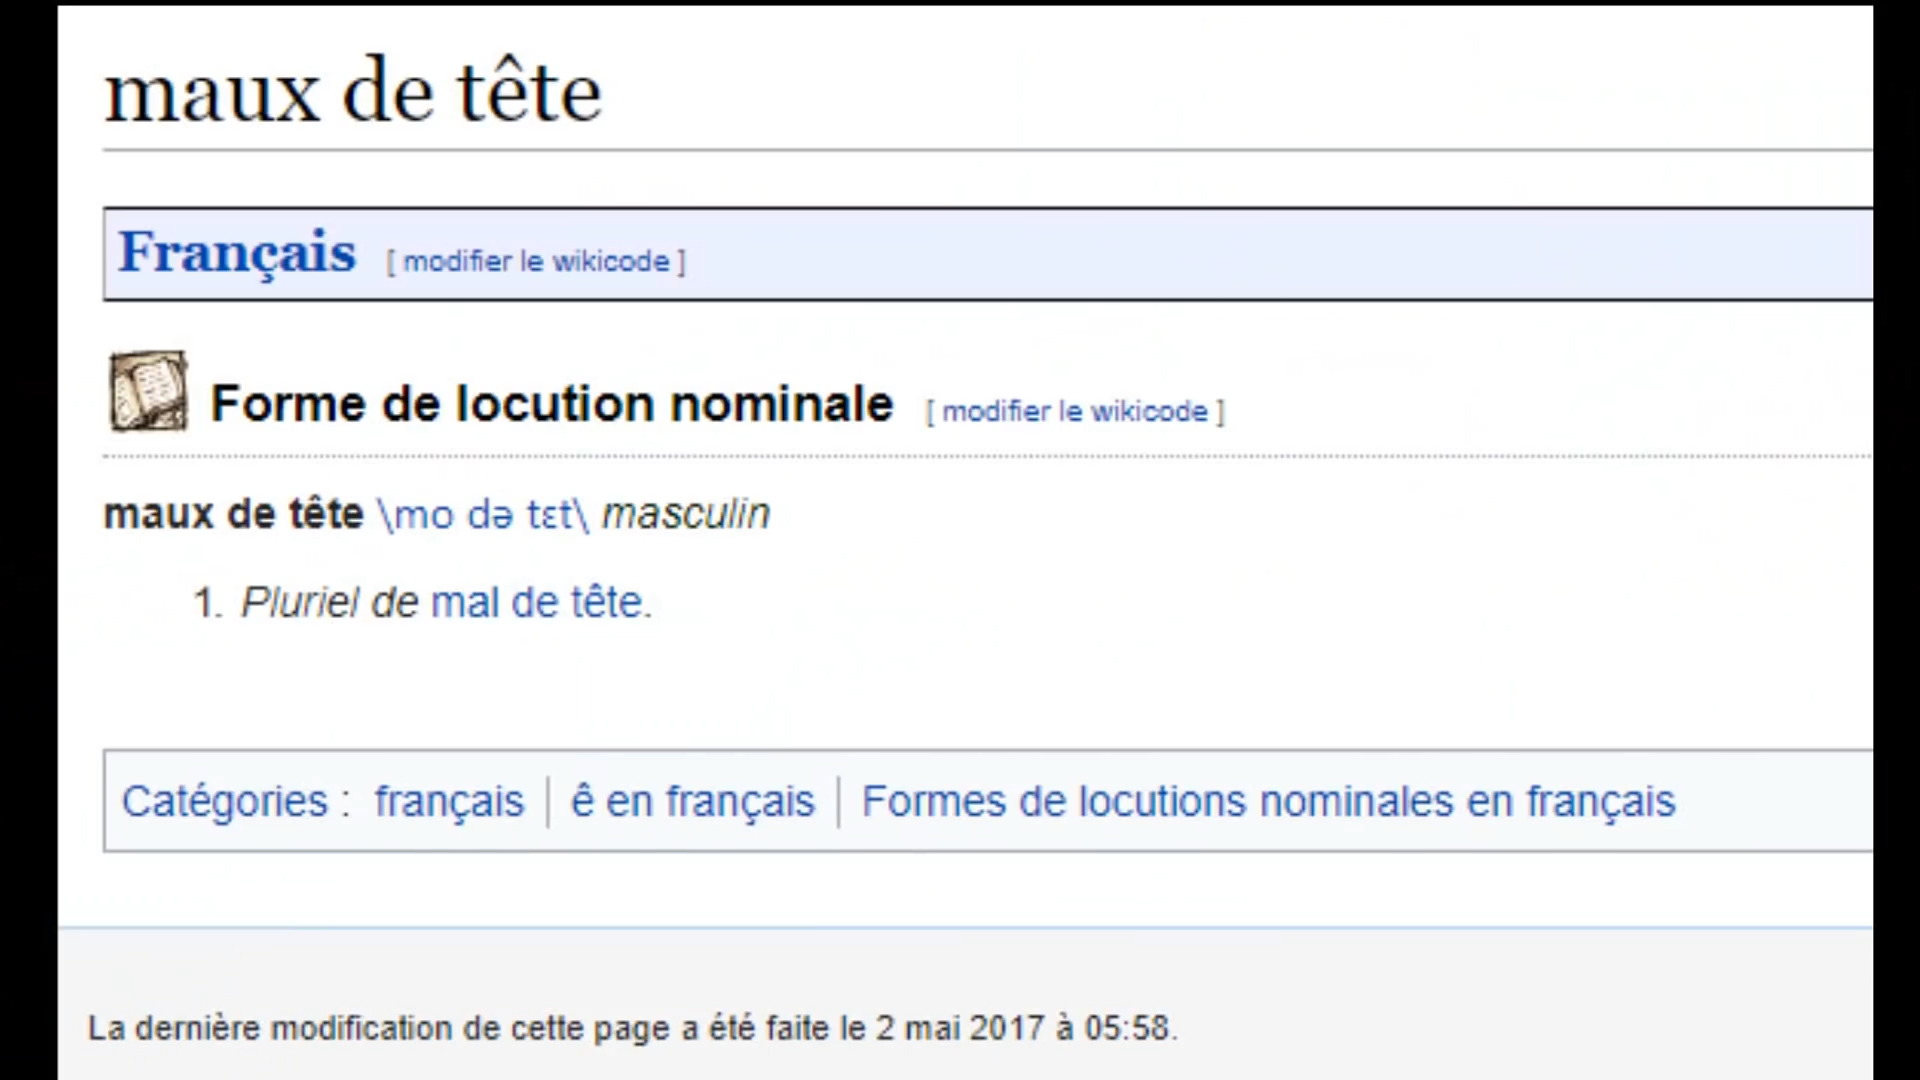 maux de tête
Français [ modifier le wikicode ]
Forme de locution nominale [ modifier le wikicode ]
maux de tête \mo də tɛt\ masculin
1. Pluriel de mal de tête.
Catégories : français | ê en français | Formes de locutions nominales en français
La dernière modification de cette page a été faite le 2 mai 2017 à 05:58.